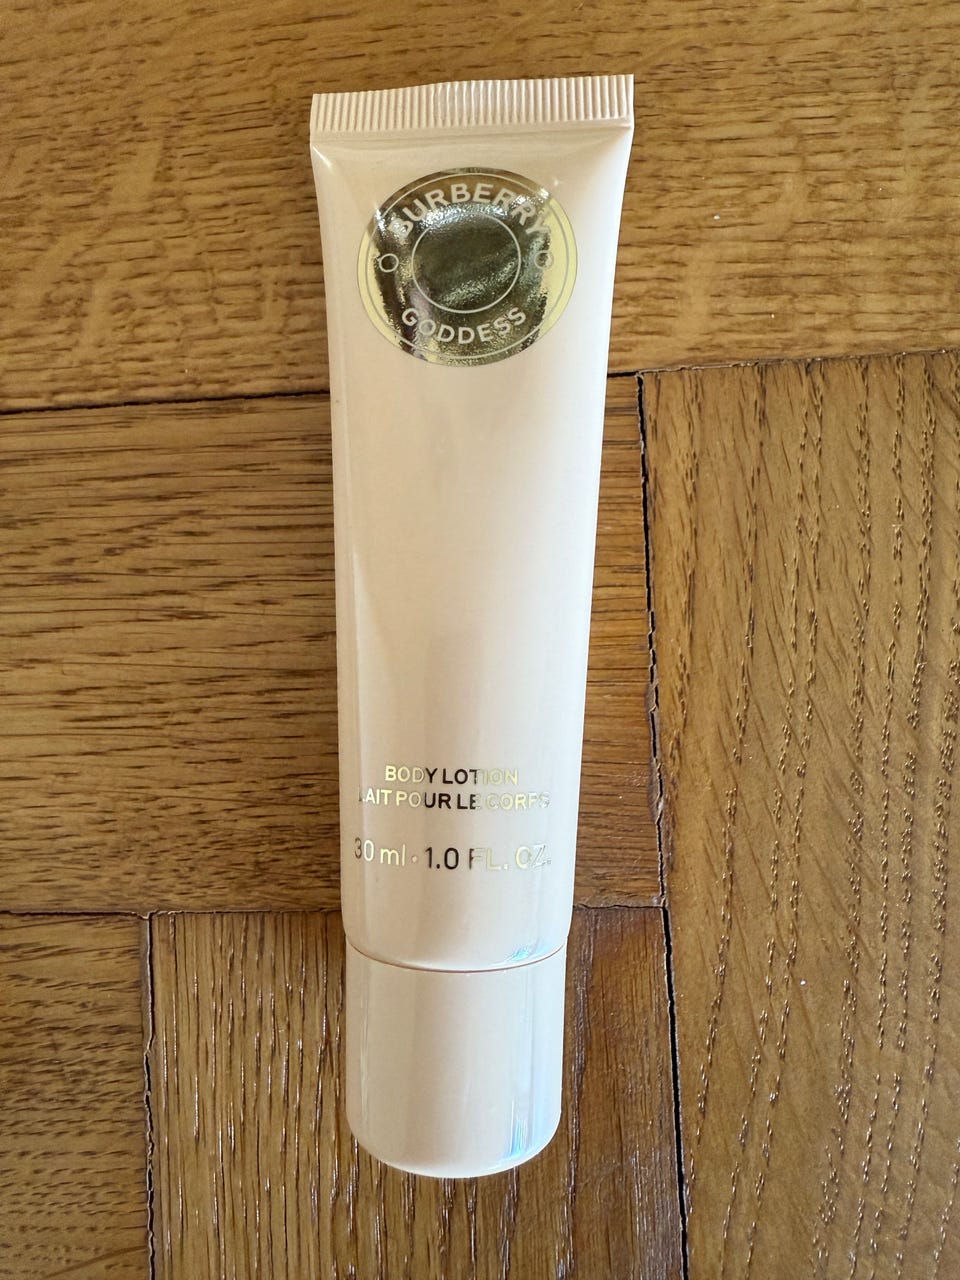 BURBERRY
GODDESS
BODY LOTION
LAIT POUR LE CORPS
30 ml · 1.0 FL. OZ.